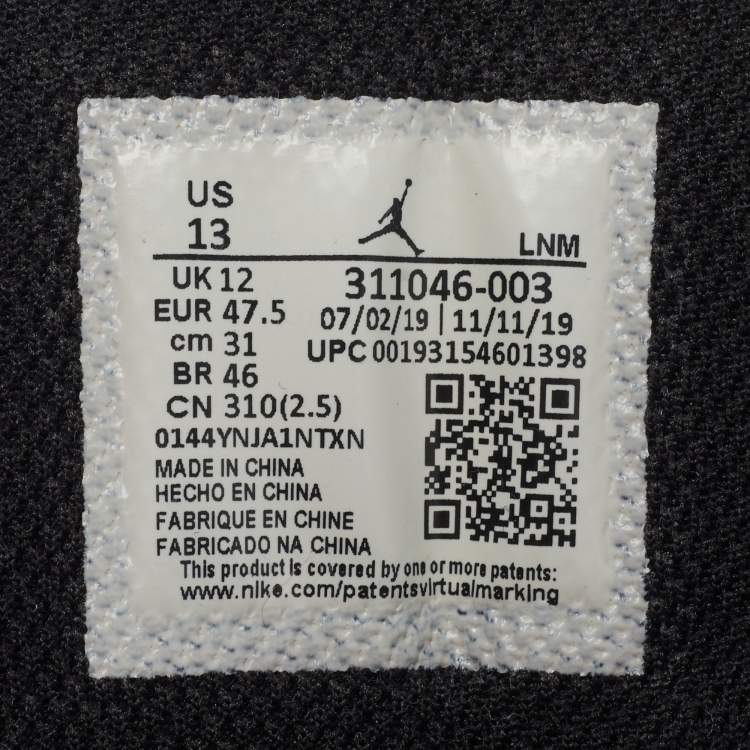 US
13
LNM
UK 12
EUR 47.5
cm 31
BR 46
CN 310(2.5)
311046-003
07/02/19 | 11/11/19
UPC 00193154601398
0144YNJA1NTXN
MADE IN CHINA
HECHO EN CHINA
FABRIQUE EN CHINE
FABRICADO NA CHINA
This product is covered by one or more patents:
www.nike.com/patentsvirtualmarking